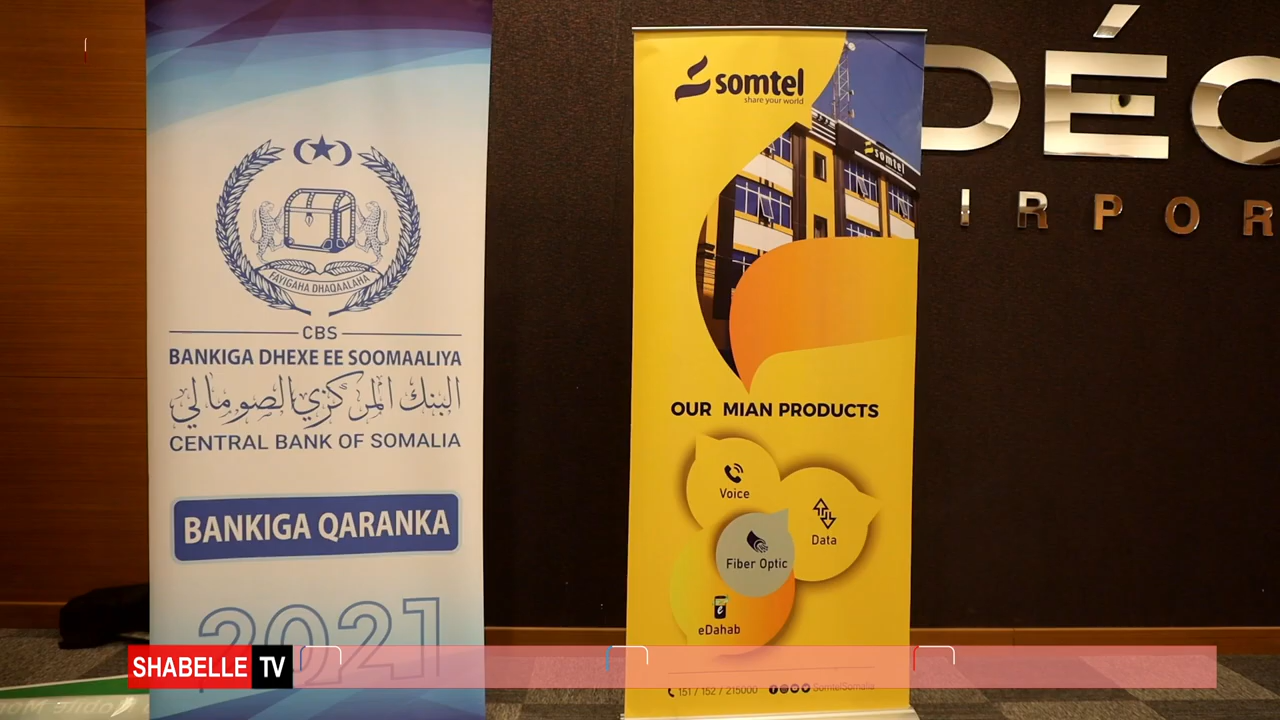 FAYIGAHA DHAQAALAHA
CBS
BANKIGA DHEXE EE SOOMAALIYA
البنك المركزي الصومالي
CENTRAL BANK OF SOMALIA
BANKIGA QARANKA
2021
somtel
share your world
somtel
OUR MIAN PRODUCTS
Voice
Data
Fiber Optic
eDahab
151 / 152 / 215000
SomtelSomalia
DÉC
IRPOR
SHABELLE TV